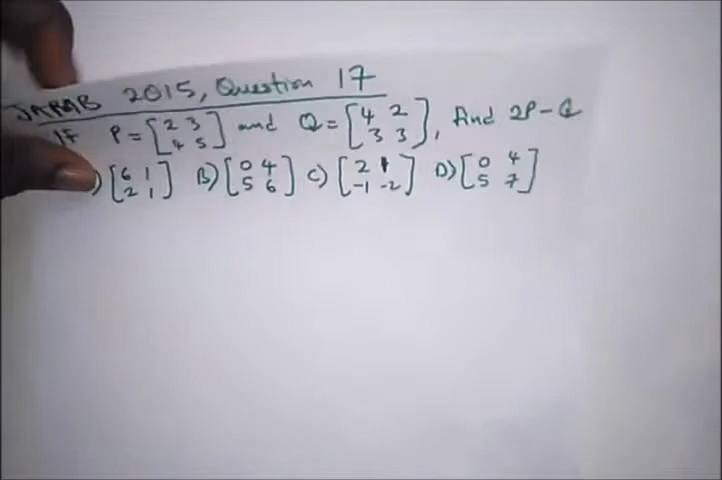 JAMB 2015, Question 17
If P = [2 3 4 5] and Q = [4 2 3 3], find 2P - Q
) [6 1 2 1] B) [0 4 5 6] C) [2 1 -1 -2] D) [0 4 5 7]